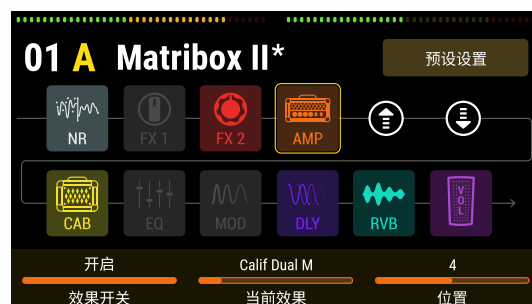 01 A Matribox II*
预设设置
NR
FX 1
FX 2
AMP
CAB
EQ
MOD
DLY
RVB
VOL
开启
Calif Dual M
4
效果开关
当前效果
位置